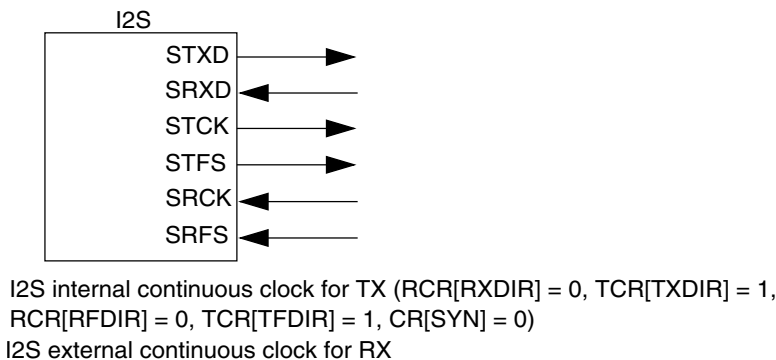 I2S
STXD
SRXD
STCK
STFS
SRCK
SRFS
I2S internal continuous clock for TX (RCR[RXDIR] = 0, TCR[TXDIR] = 1,
RCR[RFDIR] = 0, TCR[TFDIR] = 1, CR[SYN] = 0)
I2S external continuous clock for RX